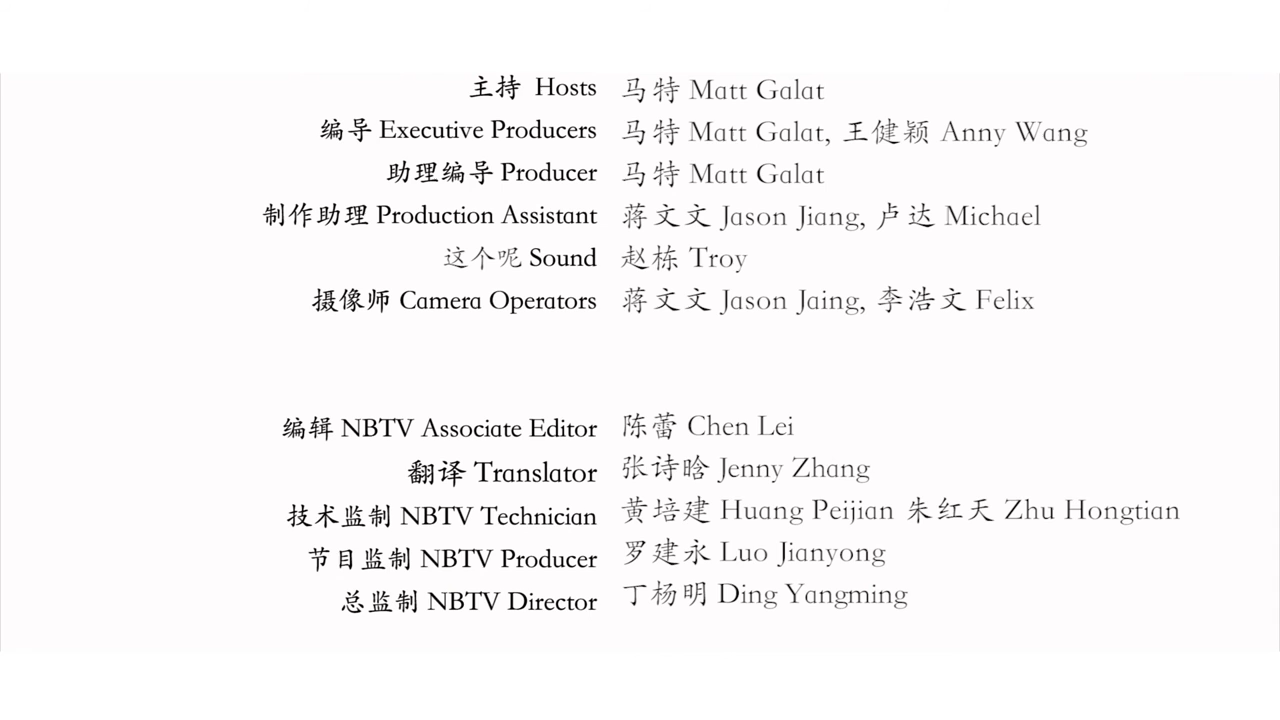 主持 Hosts 马特 Matt Galat
编导 Executive Producers 马特 Matt Galat, 王健颖 Anny Wang
助理编导 Producer 马特 Matt Galat
制作助理 Production Assistant 蒋文文 Jason Jiang, 卢达 Michael
这个呢 Sound 赵栋 Troy
摄像师 Camera Operators 蒋文文 Jason Jaing, 李浩文 Felix
编辑 NBTV Associate Editor 陈蕾 Chen Lei
翻译 Translator 张诗晗 Jenny Zhang
技术监制 NBTV Technician 黄培建 Huang Peijian 朱红天 Zhu Hongtian
节目监制 NBTV Producer 罗建永 Luo Jianyong
总监制 NBTV Director 丁杨明 Ding Yangming